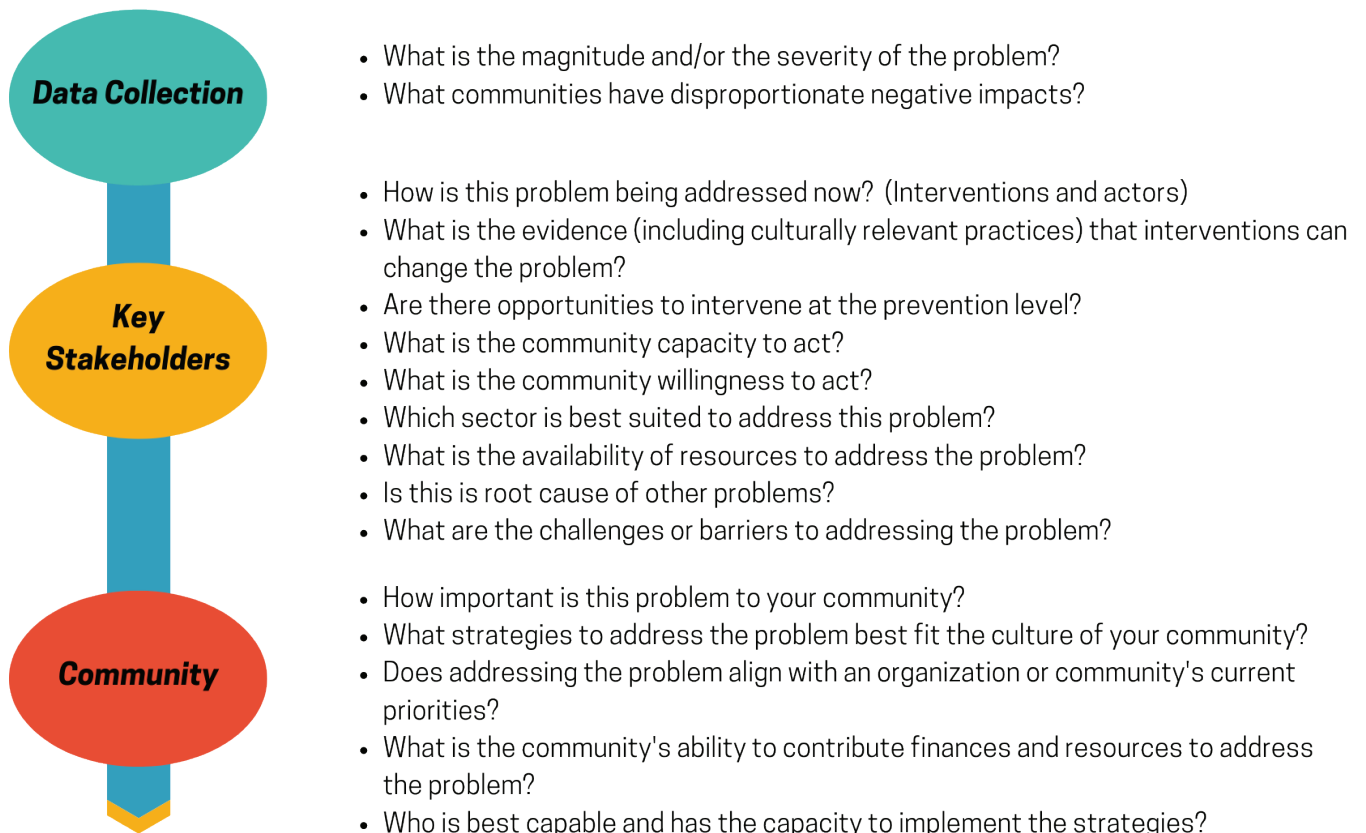 Data Collection
• What is the magnitude and/or the severity of the problem?
• What communities have disproportionate negative impacts?
Key
Stakeholders
• How is this problem being addressed now? (Interventions and actors)
• What is the evidence (including culturally relevant practices) that interventions can
change the problem?
• Are there opportunities to intervene at the prevention level?
• What is the community capacity to act?
• What is the community willingness to act?
• Which sector is best suited to address this problem?
• What is the availability of resources to address the problem?
• Is this is root cause of other problems?
• What are the challenges or barriers to addressing the problem?
Community
• How important is this problem to your community?
• What strategies to address the problem best fit the culture of your community?
• Does addressing the problem align with an organization or community's current
priorities?
• What is the community's ability to contribute finances and resources to address
the problem?
• Who is best capable and has the capacity to implement the strategies?